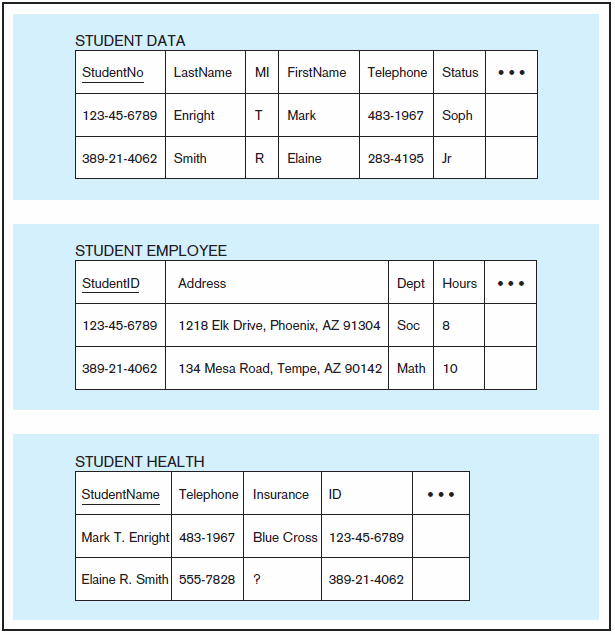 STUDENT DATA
StudentNo LastName MI FirstName Telephone Status •••
123-45-6789 Enright T Mark 483-1967 Soph
389-21-4062 Smith R Elaine 283-4195 Jr
STUDENT EMPLOYEE
StudentID Address Dept Hours •••
123-45-6789 1218 Elk Drive, Phoenix, AZ 91304 Soc 8
389-21-4062 134 Mesa Road, Tempe, AZ 90142 Math 10
STUDENT HEALTH
StudentName Telephone Insurance ID •••
Mark T. Enright 483-1967 Blue Cross 123-45-6789
Elaine R. Smith 555-7828 ? 389-21-4062